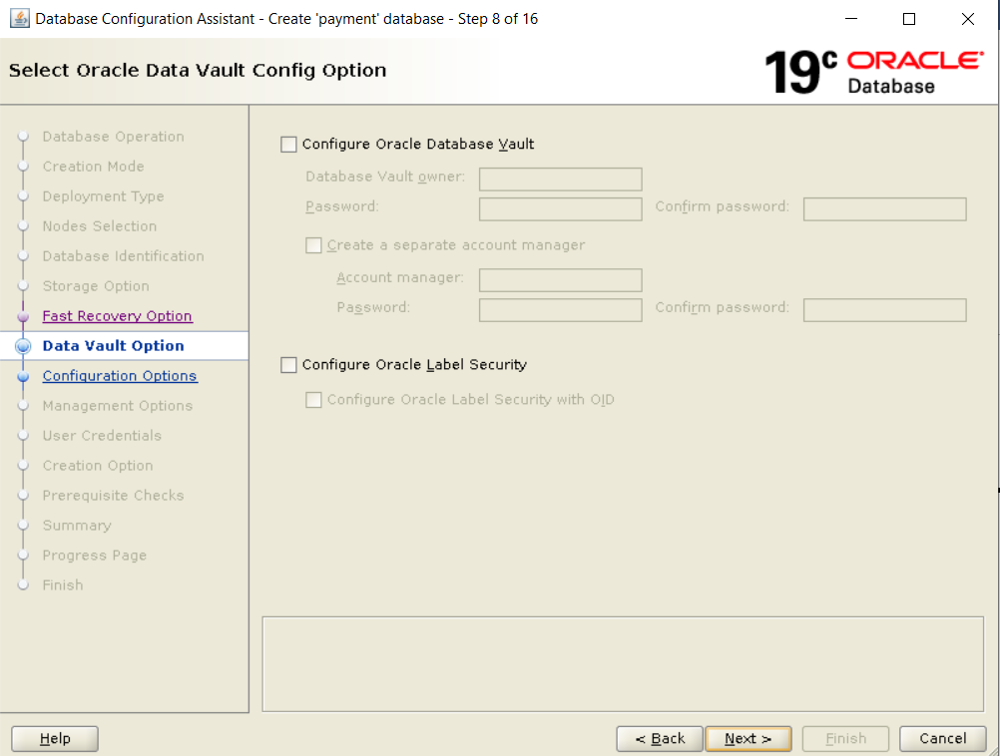 Database Configuration Assistant - Create 'payment' database - Step 8 of 16
Select Oracle Data Vault Config Option
19c ORACLE
Database
Database Operation
Creation Mode
Deployment Type
Nodes Selection
Database Identification
Storage Option
Fast Recovery Option
Data Vault Option
Configuration Options
Management Options
User Credentials
Creation Option
Prerequisite Checks
Summary
Progress Page
Finish
Configure Oracle Database Vault
Database Vault owner:
Password: Confirm password:
Create a separate account manager
Account manager:
Password: Confirm password:
Configure Oracle Label Security
Configure Oracle Label Security with OID
Help < Back Next > Finish Cancel